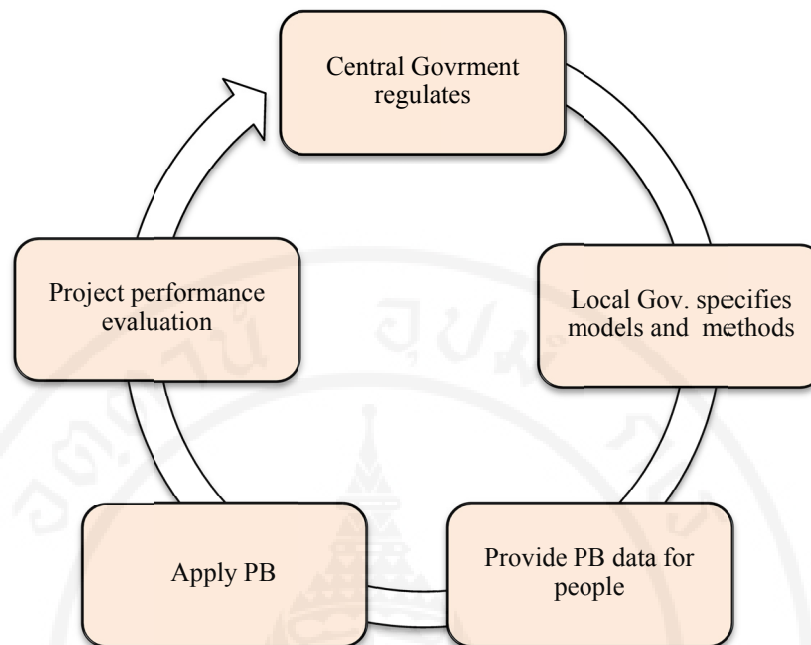 Central Govrment
regulates
Local Gov. specifies
models and methods
Provide PB data for
people
Apply PB
Project performance
evaluation